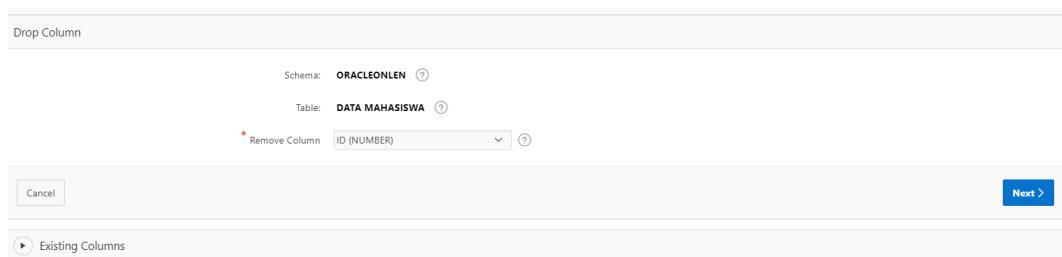 Drop Column
Schema: ORACLEONLEN ?
Table: DATA MAHASISWA ?
* Remove Column ID (NUMBER) ?
Cancel
Next >
Existing Columns